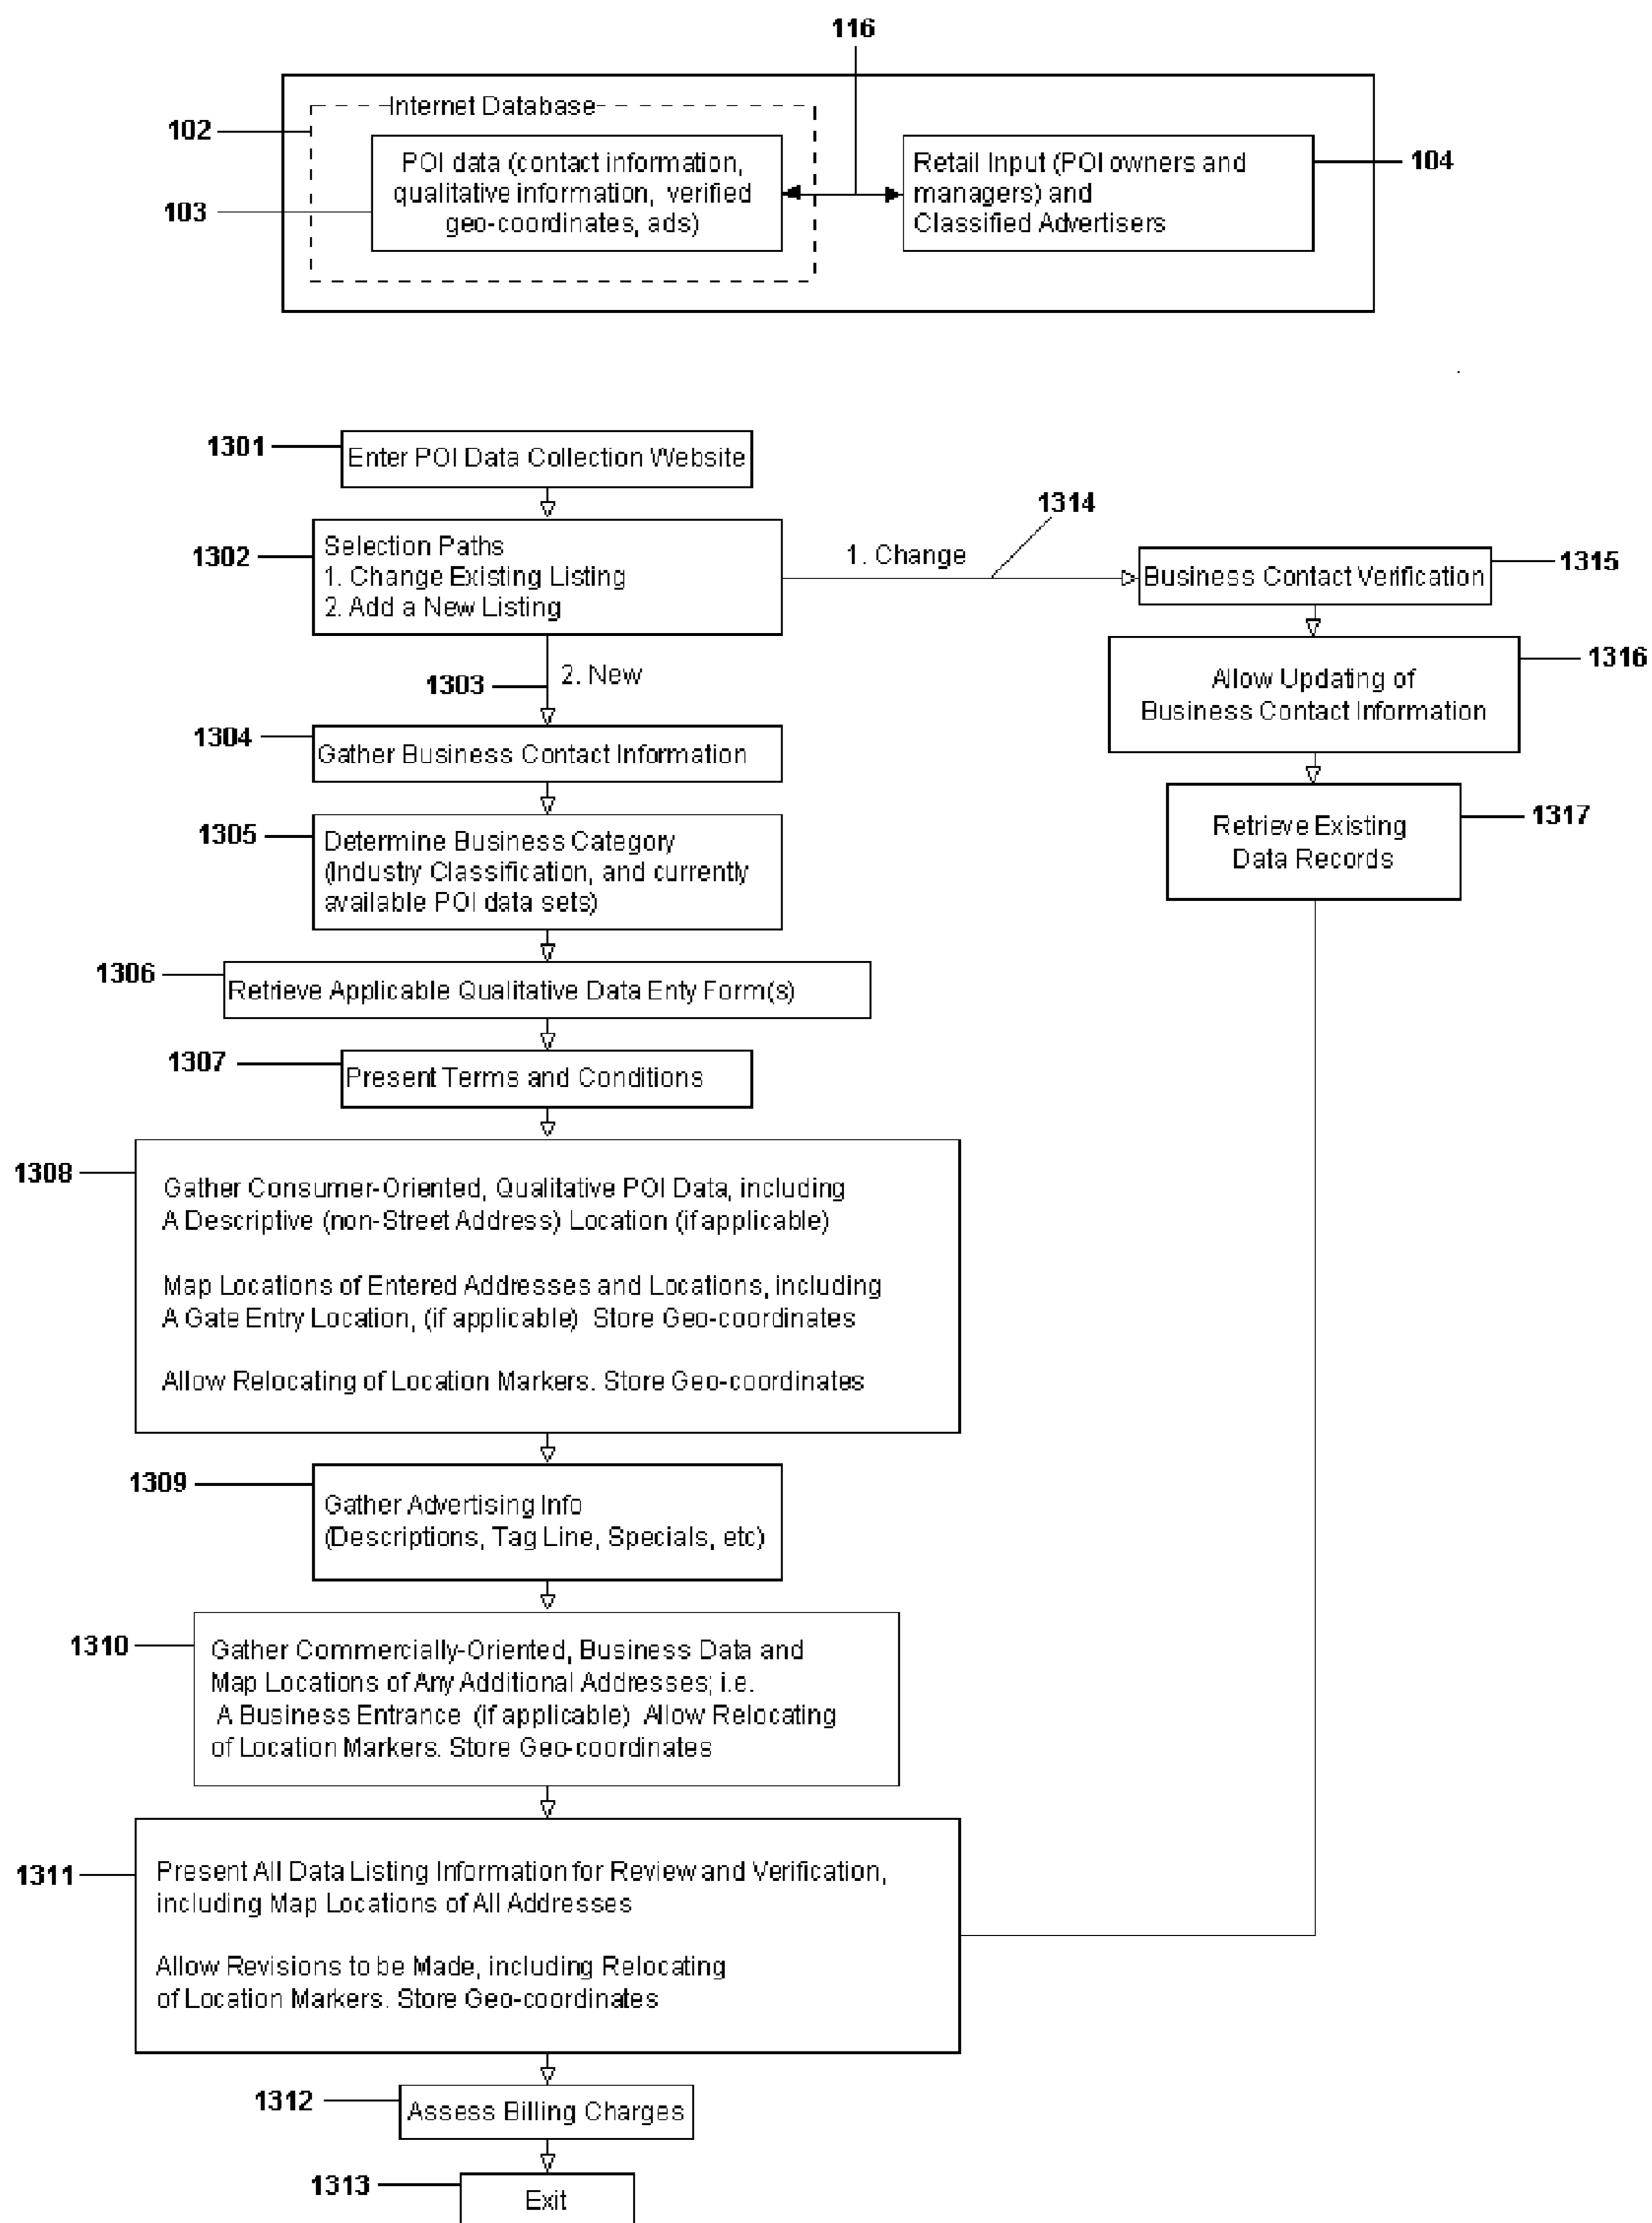 116
Internet Database
102
POI data (contact information,
qualitative information, verified
geo-coordinates, ads)
103
Retail Input (POI owners and
managers) and
Classified Advertisers
104
1301
Enter POI Data Collection Website
1302
Selection Paths
1. Change Existing Listing
2. Add a New Listing
1. Change
1314
Business Contact Verification
1315
1303
2. New
Allow Updating of
Business Contact Information
1316
1304
Gather Business Contact Information
1305
Determine Business Category
(Industry Classification, and currently
available POI data sets)
Retrieve Existing
Data Records
1317
1306
Retrieve Applicable Qualitative Data Enty Form(s)
1307
Present Terms and Conditions
1308
Gather Consumer-Oriented, Qualitative POI Data, including
A Descriptive (non-Street Address) Location (if applicable)
Map Locations of Entered Addresses and Locations, including
A Gate Entry Location, (if applicable) Store Geo-coordinates
Allow Relocating of Location Markers. Store Geo-coordinates
1309
Gather Advertising Info
(Descriptions, Tag Line, Specials, etc)
1310
Gather Commercially-Oriented, Business Data and
Map Locations of Any Additional Addresses; i.e.
A Business Entrance (if applicable) Allow Relocating
of Location Markers. Store Geo-coordinates
1311
Present All Data Listing Information for Review and Verification,
including Map Locations of All Addresses
Allow Revisions to be Made, including Relocating
of Location Markers. Store Geo-coordinates
1312
Assess Billing Charges
1313
Exit